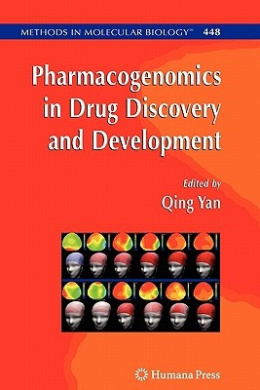 METHODS IN MOLECULAR BIOLOGY™ 448
Pharmacogenomics
in Drug Discovery
and Development
Edited by
Qing Yan
Humana Press